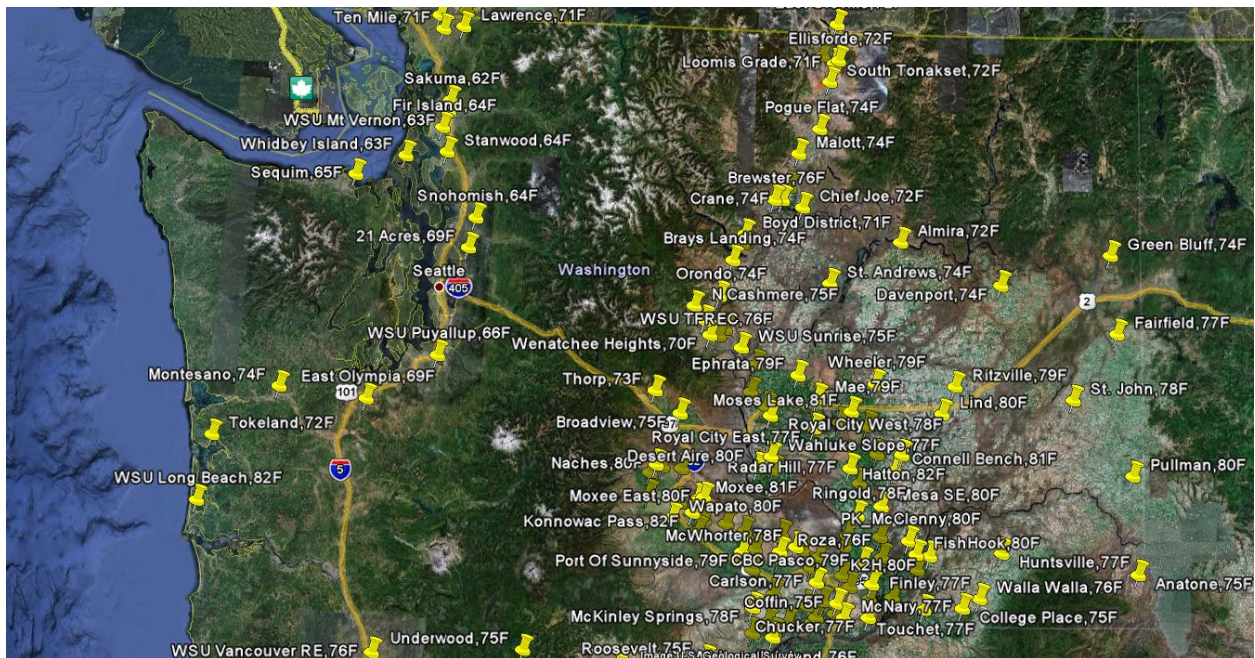 Ten Mile,71F
Lawrence,71F
Ellisforde,72F
Loomis Grade,71F
South Tonakset,72F
Sakuma,62F
Fir Island,64F
WSU Mt Vernon,63F
Pogue Flat,74F
Whidbey Island,63F
Stanwood,64F
Malott,74F
Sequim,65F
Brewster,76F
Snohomish,64F
Crane,74F
Chief Joe,72F
Boyd District,71F
21 Acres,69F
Brays Landing,74F
Almira,72F
Green Bluff,74F
Seattle
405
Washington
Orondo,74F
St. Andrews,74F
Davenport,74F
N Cashmere,75F
2
WSU TFREC,76F
WSU Puyallup,66F
Wenatchee Heights,70F
WSU Sunrise,75F
Fairfield,77F
Ephrata,79F
Wheeler,79F
Montesano,74F
East Olympia,69F
101
Thorp,73F
Mae,79F
Ritzville,79F
St. John,78F
Moses Lake,81F
Lind,80F
Tokeland,72F
Broadview,75F
Royal City West,78F
Royal City East,77F
Wahluke Slope,77F
5
Naches,80F
Desert Aire,80F
Radar Hill,77F
Connell Bench,81F
Hatton,82F
Pullman,80F
WSU Long Beach,82F
Moxee East,80F
Moxee,81F
Ringold,78F
Mesa SE,80F
Wapato,80F
Konnowac Pass,82F
PK_McClenny,80F
McWhorter,78F
Roza,76F
FishHook,80F
Port Of Sunnyside,79F
CBC Pasco,79F
K2H,80F
Huntsville,77F
Carlson,77F
Finley,77F
Walla Walla,76F
Anatone,75F
Coffin,75F
McKinley Springs,78F
McNary,77F
College Place,75F
Chucker,77F
Touchet,77F
WSU Vancouver RE,76F
Underwood,75F
Roosevelt,75F
Image U.S. Geological Survey